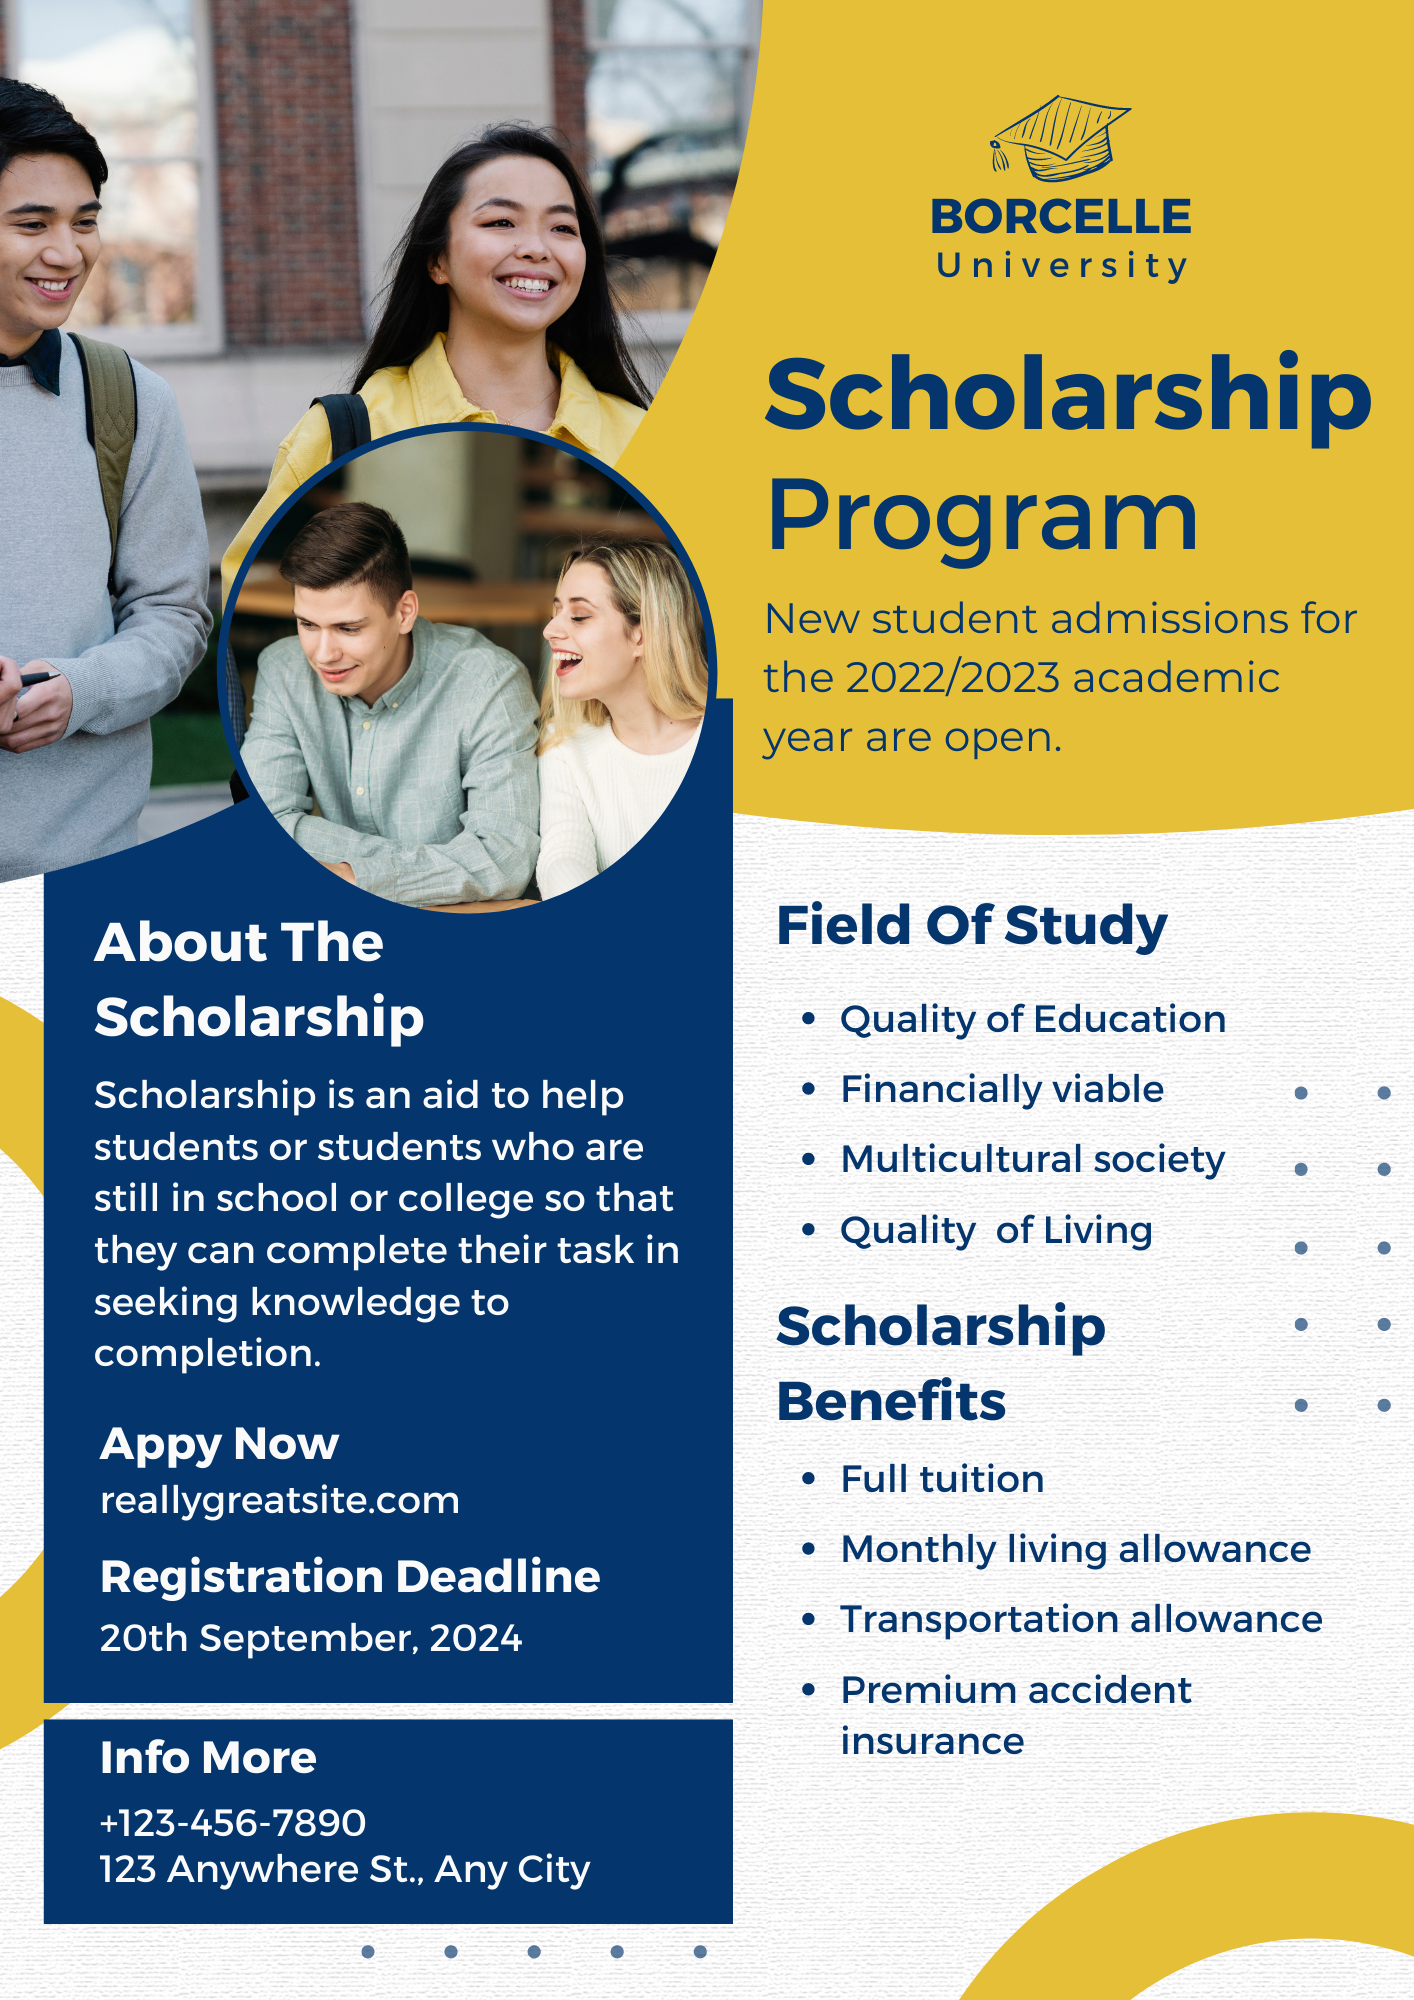 BORCELLE
University
Scholarship
Program
New student admissions for
the 2022/2023 academic
year are open.
About The
Scholarship
Scholarship is an aid to help
students or students who are
still in school or college so that
they can complete their task in
seeking knowledge to
completion.
Appy Now
reallygreatsite.com
Registration Deadline
20th September, 2024
Info More
+123-456-7890
123 Anywhere St., Any City
Field Of Study
• Quality of Education
• Financially viable
• Multicultural society
• Quality  of Living
Scholarship
Benefits
• Full tuition
• Monthly living allowance
• Transportation allowance
• Premium accident
insurance